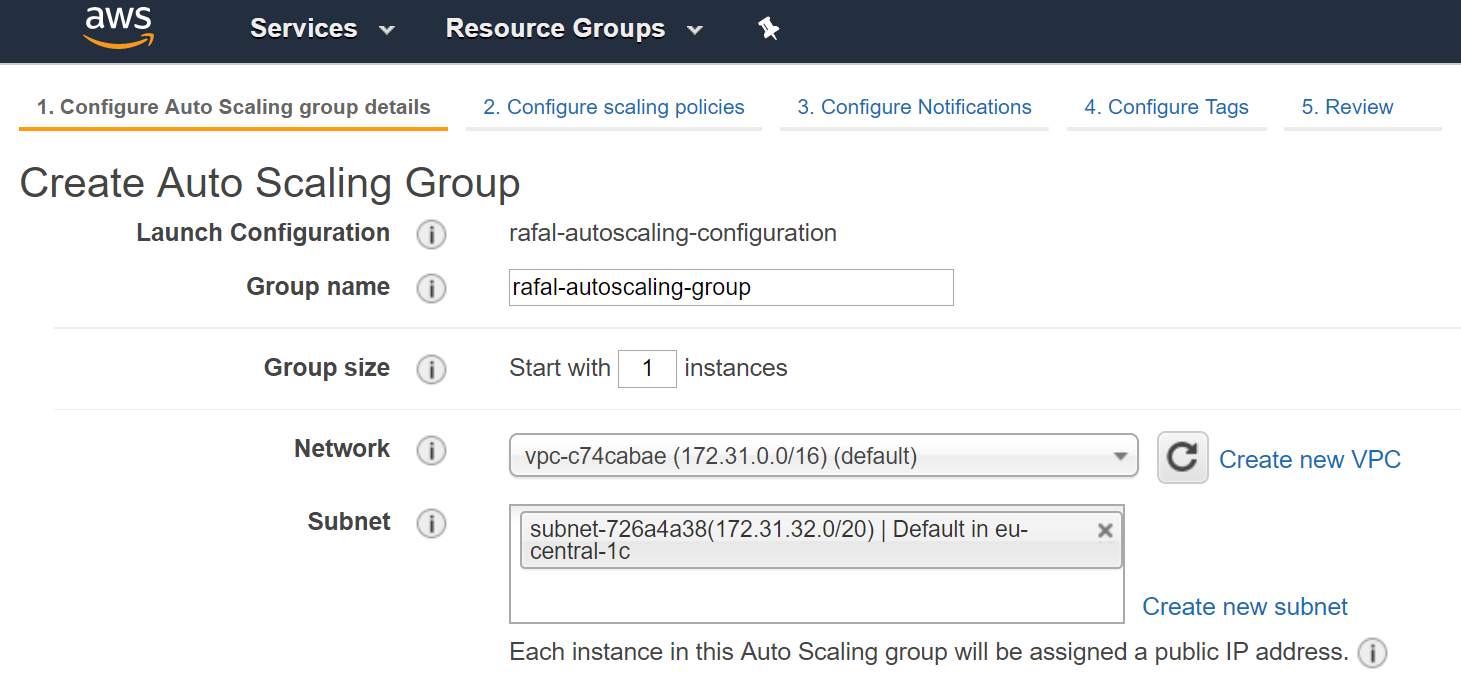 aws Services Resource Groups
1. Configure Auto Scaling group details 2. Configure scaling policies 3. Configure Notifications 4. Configure Tags 5. Review
Create Auto Scaling Group
Launch Configuration i rafal-autoscaling-configuration
Group name i rafal-autoscaling-group
Group size i Start with 1 instances
Network i vpc-c74cabae (172.31.0.0/16) (default) Create new VPC
Subnet i subnet-726a4a38(172.31.32.0/20) | Default in eu-
central-1c
Create new subnet
Each instance in this Auto Scaling group will be assigned a public IP address. i